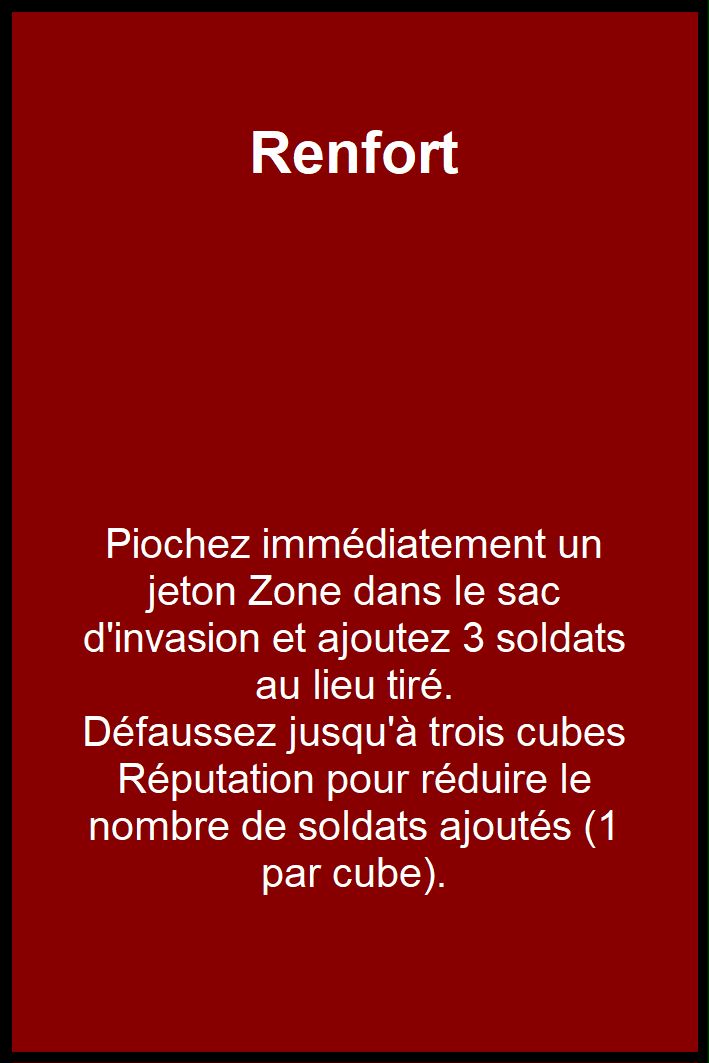 Renfort
Piochez immédiatement un
jeton Zone dans le sac
d'invasion et ajoutez 3 soldats
au lieu tiré.
Défaussez jusqu'à trois cubes
Réputation pour réduire le
nombre de soldats ajoutés (1
par cube).